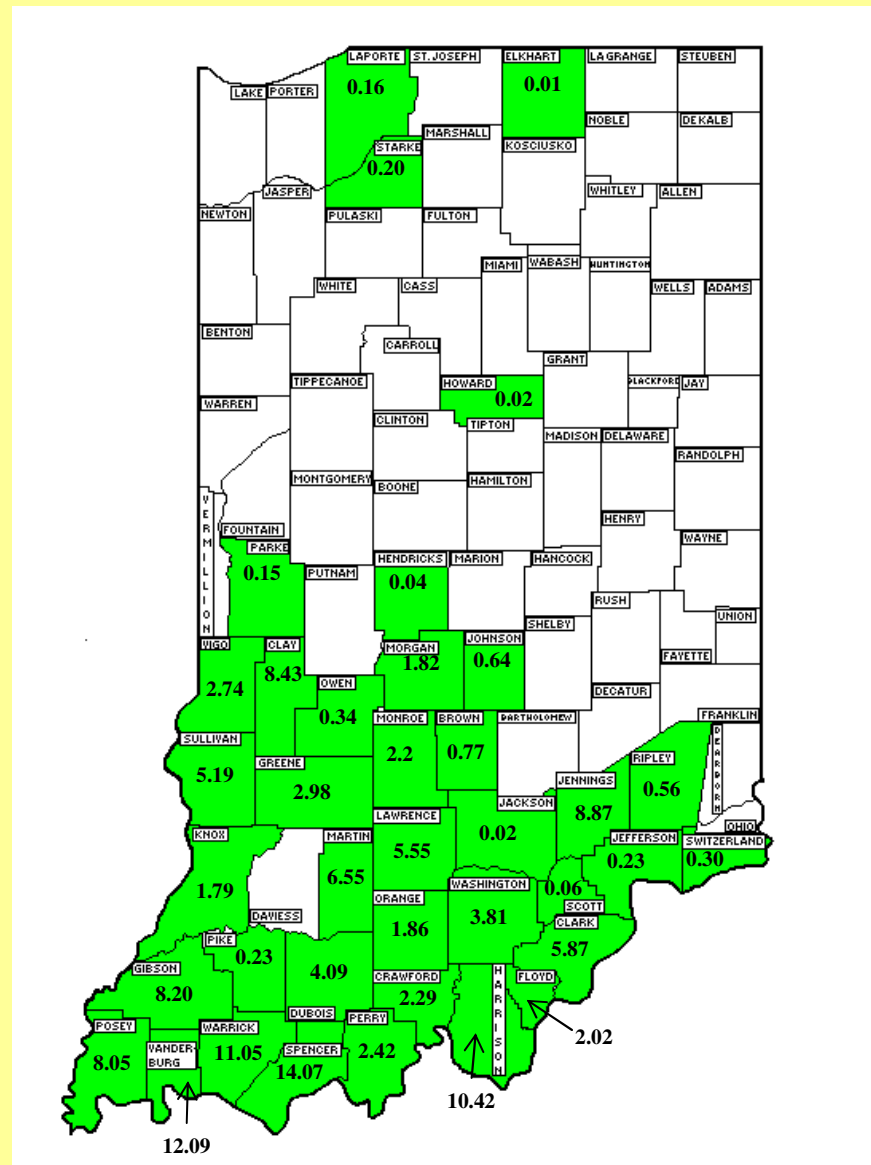 LAPORTE ST. JOSEPH ELKHART LAGRANGE STEUBEN
0.16 0.01
LAKE PORTER
NOBLE DEKALB
MARSHALL
STARKE KOSCIUSKO
0.20
JASPER WHITLEY ALLEN
NEWTON PULASKI FULTON
MIAMI WABASH HUNTINGTON
WHITE CASS WELLS ADAMS
BENTON
CARROLL
GRANT
TIPPECANOE HOWARD BLACKFORD JAY
0.02
WARREN
CLINTON TIPTON
MADISON DELAWARE
RANDOLPH
MONTGOMERY BOONE HAMILTON
VERMILLION
HENRY
FOUNTAIN
WAYNE
PARKE
HENDRICKS MARION HANCOCK
0.15 PUTNAM 0.04
RUSH
UNION
SHELBY
VIGO CLAY MORGAN JOHNSON
FAYETTE
1.82 0.64
8.43
2.74 OWEN
DECATUR
0.34 MONROE BROWN BARTHOLOMEW FRANKLIN
SULLIVAN
DEARBORN
2.2 0.77
RIPLEY
GREENE
5.19 JENNINGS
2.98 0.56
JACKSON 8.87
LAWRENCE
OHIO
KNOX MARTIN 0.02 JEFFERSON SWITZERLAND
5.55
0.23 0.30
6.55
1.79 WASHINGTON 0.06
ORANGE
SCOTT
DAVIESS 1.86 3.81 CLARK
PIKE
0.23 5.87
GIBSON 4.09
CRAWFORD HARRISON FLOYD
8.20 2.29
DUBOIS PERRY
POSEY WARRICK 2.02
VANDER-
BURG
8.05 11.05 SPENCER 2.42
14.07
10.42
12.09